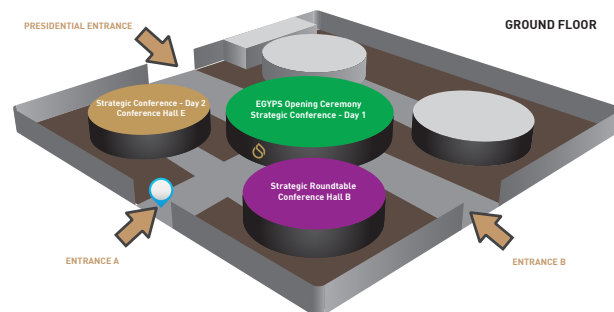 PRESIDENTIAL ENTRANCE
GROUND FLOOR
Strategic Conference - Day 2
Conference Hall E
EGYPS Opening Ceremony
Strategic Conference - Day 1
Strategic Roundtable
Conference Hall B
ENTRANCE A
ENTRANCE B